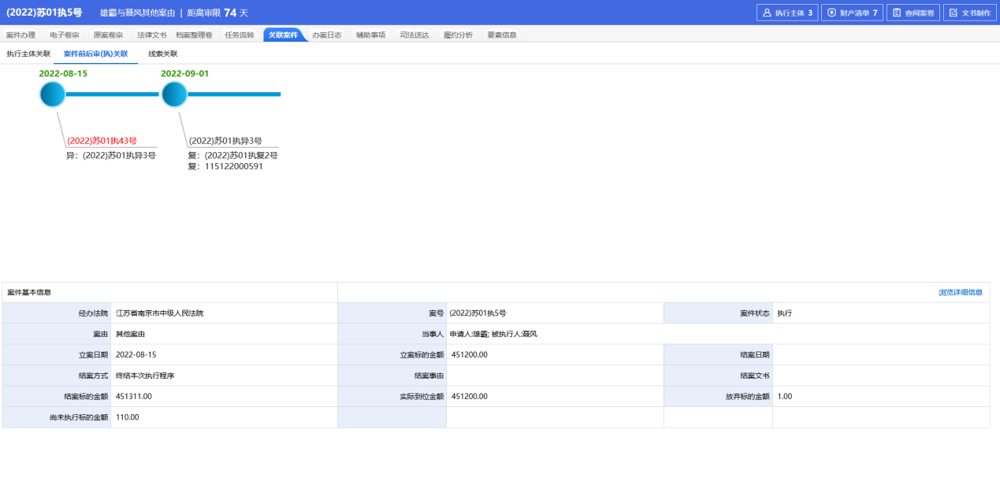 (2022)苏01执5号 雄霸与聂风其他案由 | 距离审限 74 天 执行主体 3 财产清单 7 查阅案卷 文书制作
案件办理 电子卷宗 原案卷宗 法律文书 档案整理卷 任务流转 关联案件 办案日志 辅助事项 司法送达 履约分析 要素信息
执行主体关联 案件前后审(执)关联 线索关联
2022-08-15 2022-09-01
(2022)苏01执43号 (2022)苏01执异3号
异: (2022)苏01执异3号 复: (2022)苏01执复2号
复: 115122000591
案件基本信息 浏览详细信息
经办法院 江苏省南京市中级人民法院 案号 (2022)苏01执5号 案件状态 执行
案由 其他案由 当事人 申请人:雄霸; 被执行人:聂风
立案日期 2022-08-15 立案标的金额 451200.00 结案日期
结案方式 终结本次执行程序 结案事由 结案文书
结案标的金额 451311.00 实际到位金额 451200.00 放弃标的金额 1.00
尚未执行标的金额 110.00